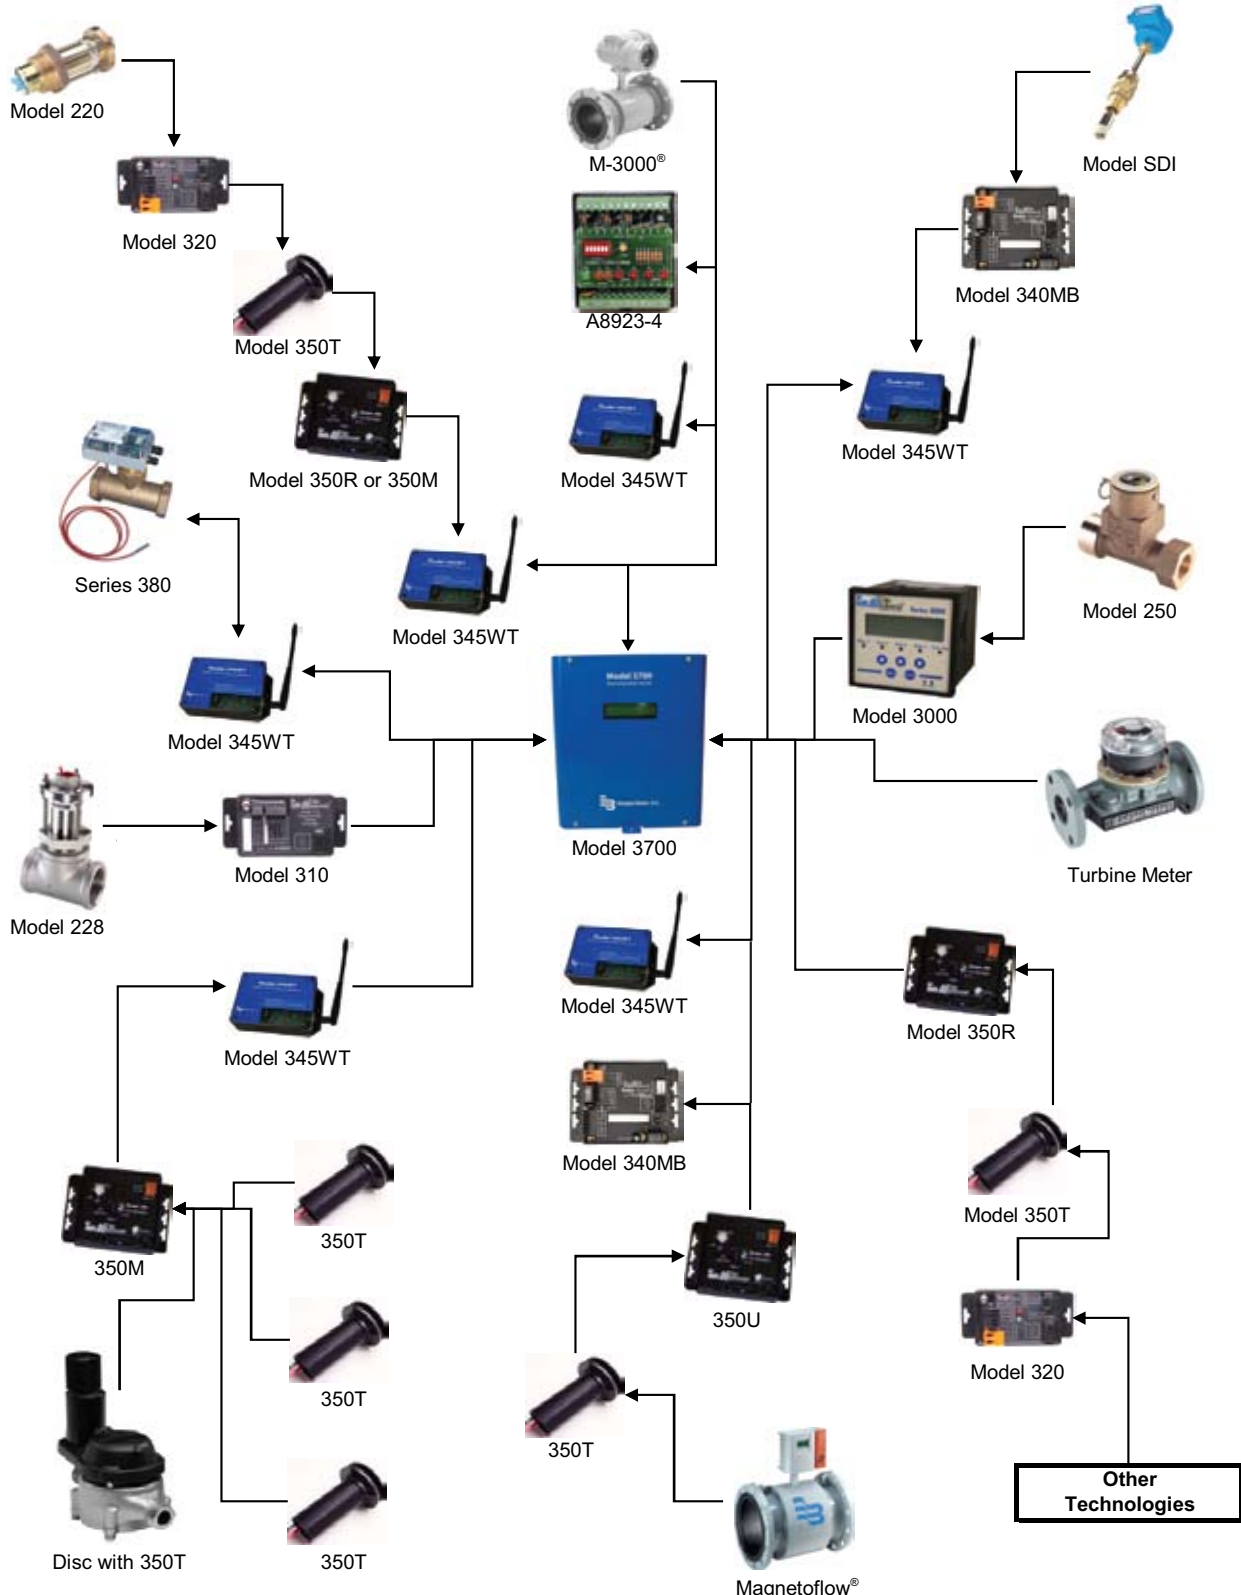 Model 220
M-3000®
Model SDI
Model 320
A8923-4
Model 340MB
Model 350T
Model 350R or 350M
Model 345WT
Model 345WT
Series 380
Model 345WT
Model 250
Model 345WT
Model 3000
Model 3700
Model 3700
Model 310
Turbine Meter
Model 228
Model 345WT
Model 345WT
Model 350R
350M
350T
Model 340MB
Model 350T
350T
350U
Model 320
350T
Other
Technologies
Disc with 350T
350T
Magnetoflow®